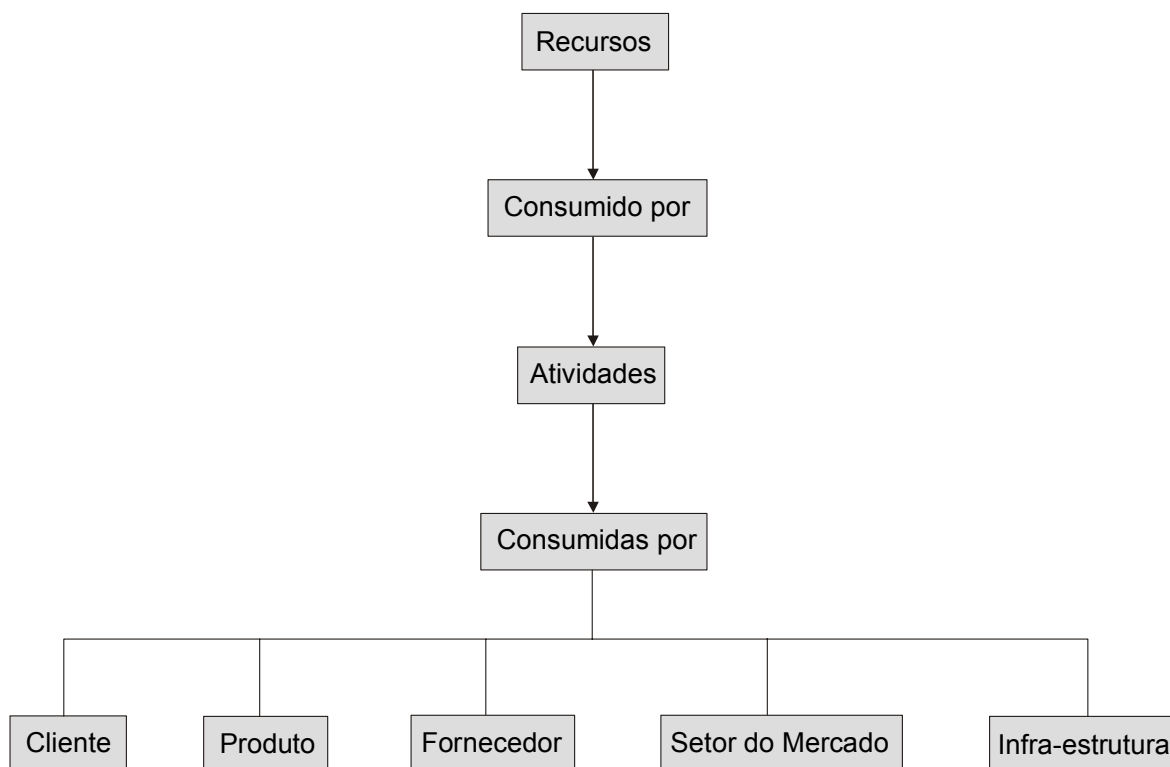 Recursos
Consumido por
Atividades
Consumidas por
Cliente
Produto
Fornecedor
Setor do Mercado
Infra-estrutura